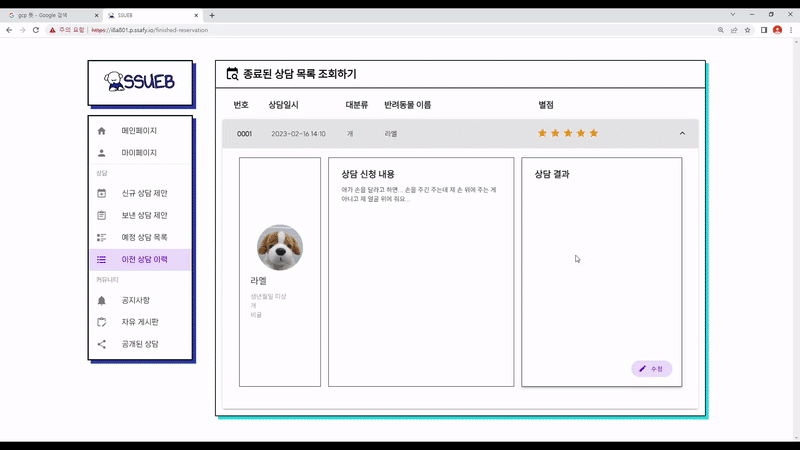 gcp 뜻 - Google 검색
SSUEB
주의 요함
https://i8a801.p.ssafy.io/finished-reservation
SSUEB
메인페이지
마이페이지
상담
신규 상담 제안
보낸 상담 제안
예정 상담 목록
이전 상담 이력
커뮤니티
공지사항
자유 게시판
공개된 상담
종료된 상담 목록 조회하기
번호 상담일시 대분류 반려동물 이름 별점
0001 2023-02-16 14:10 개 라멜
라멜
생년월일 미상
개
비글
상담 신청 내용
애가 손을 달라고 하면... 손을 주긴 주는데 제 손 위에 주는 게
아니고 제 얼굴 위에 줘요...
상담 결과
수정